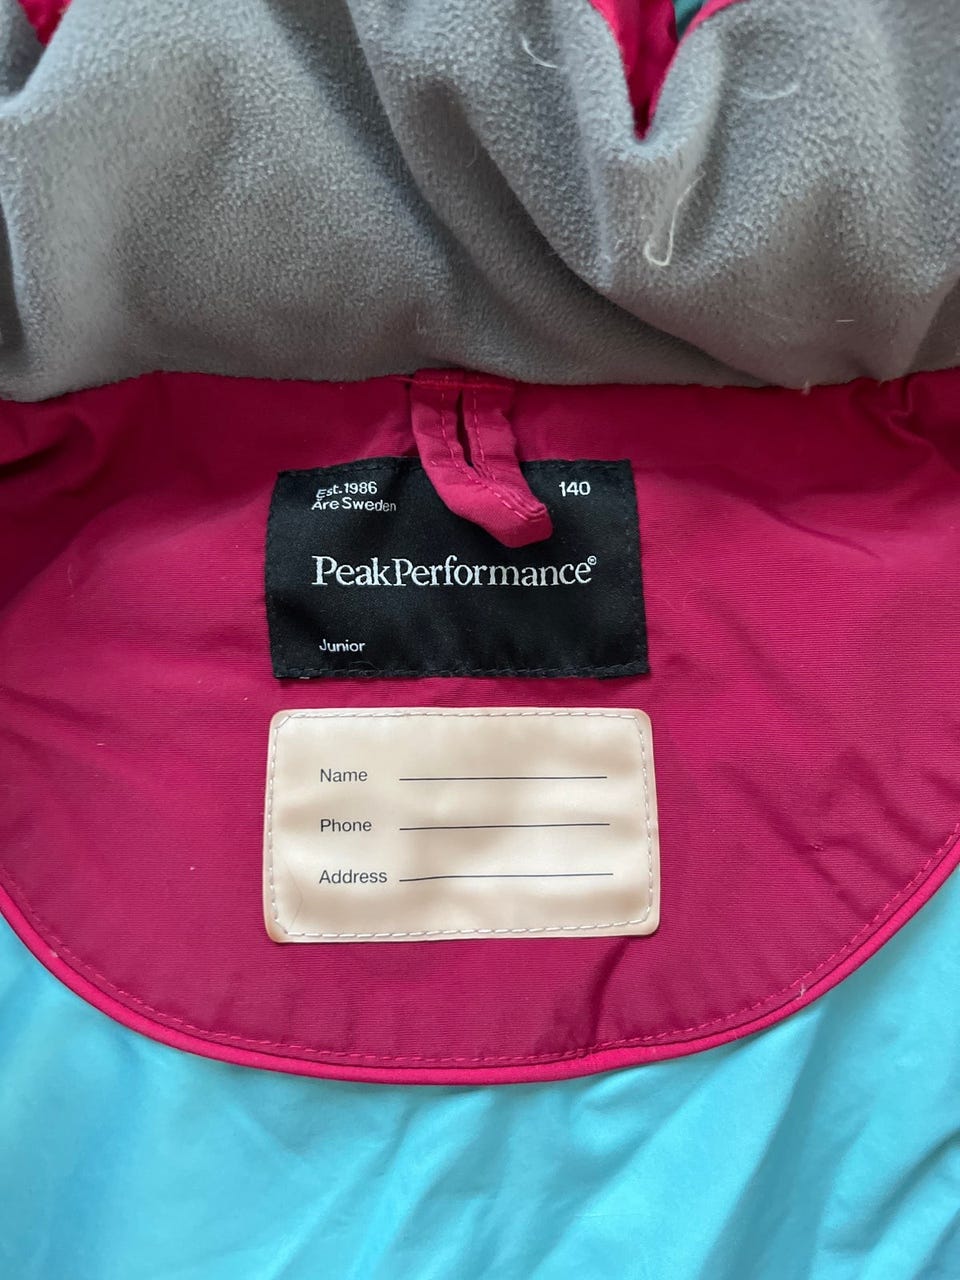 Est.1986
Åre Sweden
140
PeakPerformance®
Junior
Name
Phone
Address